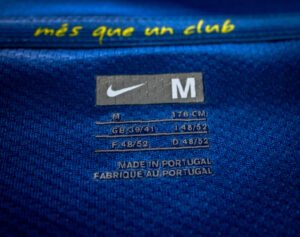 més que un club
M
M 176 CM
GB 39/41 I 48/52
F 48/52 D 48/52
MADE IN PORTUGAL
FABRIQUE AU PORTUGAL